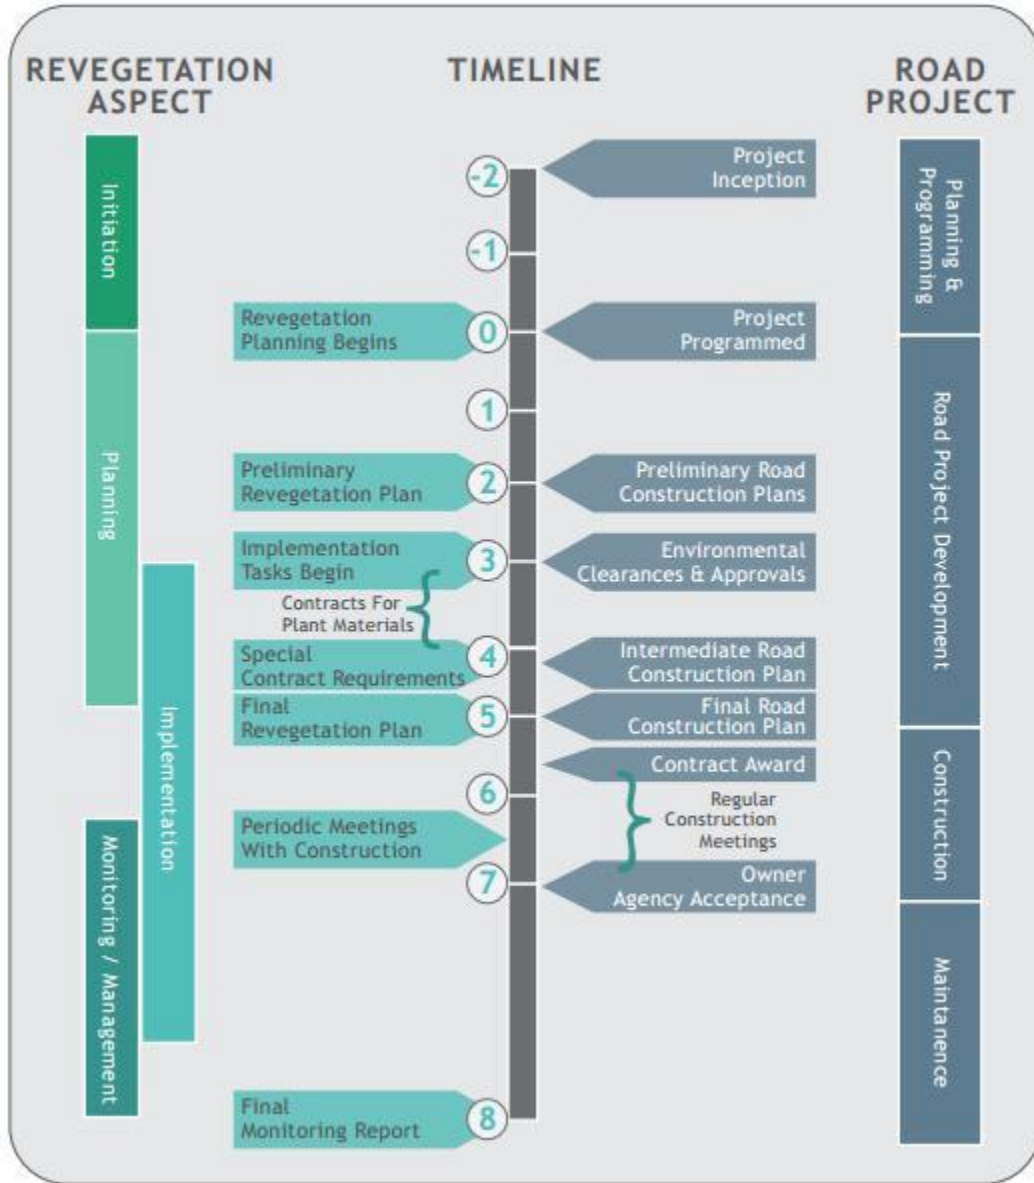 REVEGETATION
ASPECT
TIMELINE
ROAD
PROJECT
Initiation
Planning
Implementation
Monitoring / Management
-2
Project
Inception
-1
Revegetation
Planning Begins
0
Project
Programmed
1
Preliminary
Revegetation Plan
2
Preliminary Road
Construction Plans
Implementation
Tasks Begin
3
Environmental
Clearances & Approvals
Contracts For
Plant Materials
Special
Contract Requirements
4
Intermediate Road
Construction Plan
Final
Revegetation Plan
5
Final Road
Construction Plan
Contract Award
6
Regular
Construction
Meetings
Periodic Meetings
With Construction
7
Owner
Agency Acceptance
Final
Monitoring Report
8
Planning &
Programming
Road Project Development
Construction
Maintanence